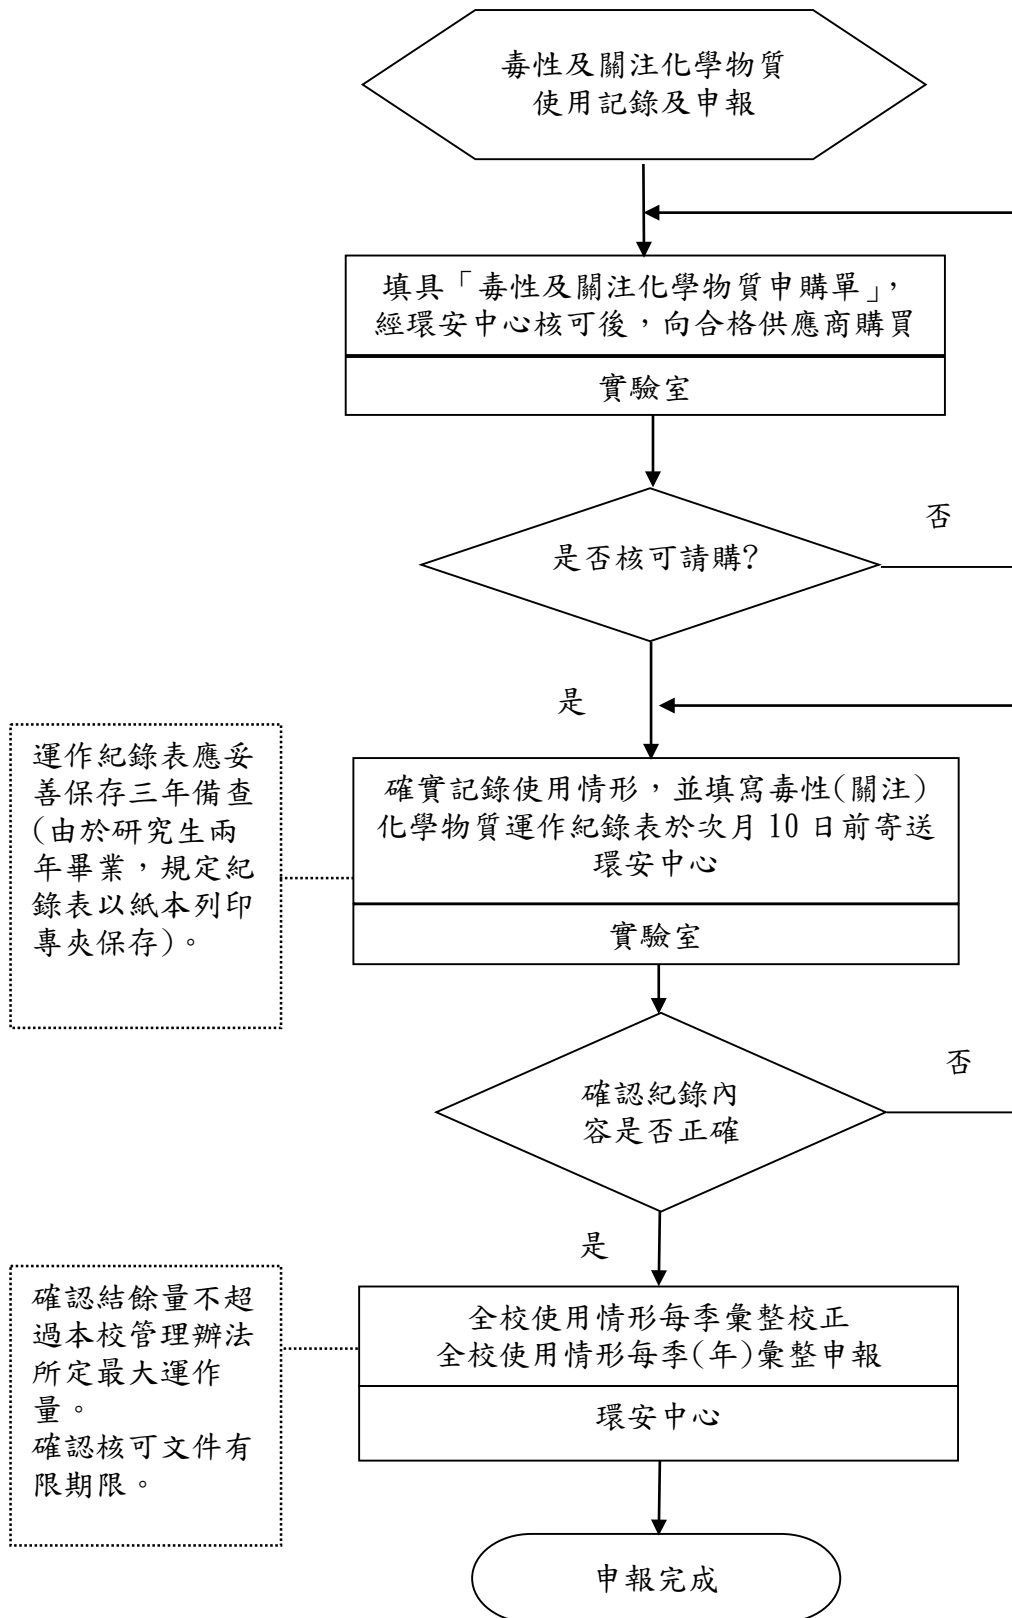 毒性及關注化學物質
使用記錄及申報
填具「毒性及關注化學物質申購單」,
經環安中心核可後，向合格供應商購買
實驗室
是否核可請購?
否
是
運作紀錄表應妥
善保存三年備查
(由於研究生兩
年畢業，規定紀
錄表以紙本列印
專夾保存)。
確實記錄使用情形，並填寫毒性(關注)
化學物質運作紀錄表於次月 10 日前寄送
環安中心
實驗室
確認紀錄內
容是否正確
否
是
確認結餘量不超
過本校管理辦法
所定最大運作
量。
確認核可文件有
限期限。
全校使用情形每季彙整校正
全校使用情形每季(年)彙整申報
環安中心
申報完成